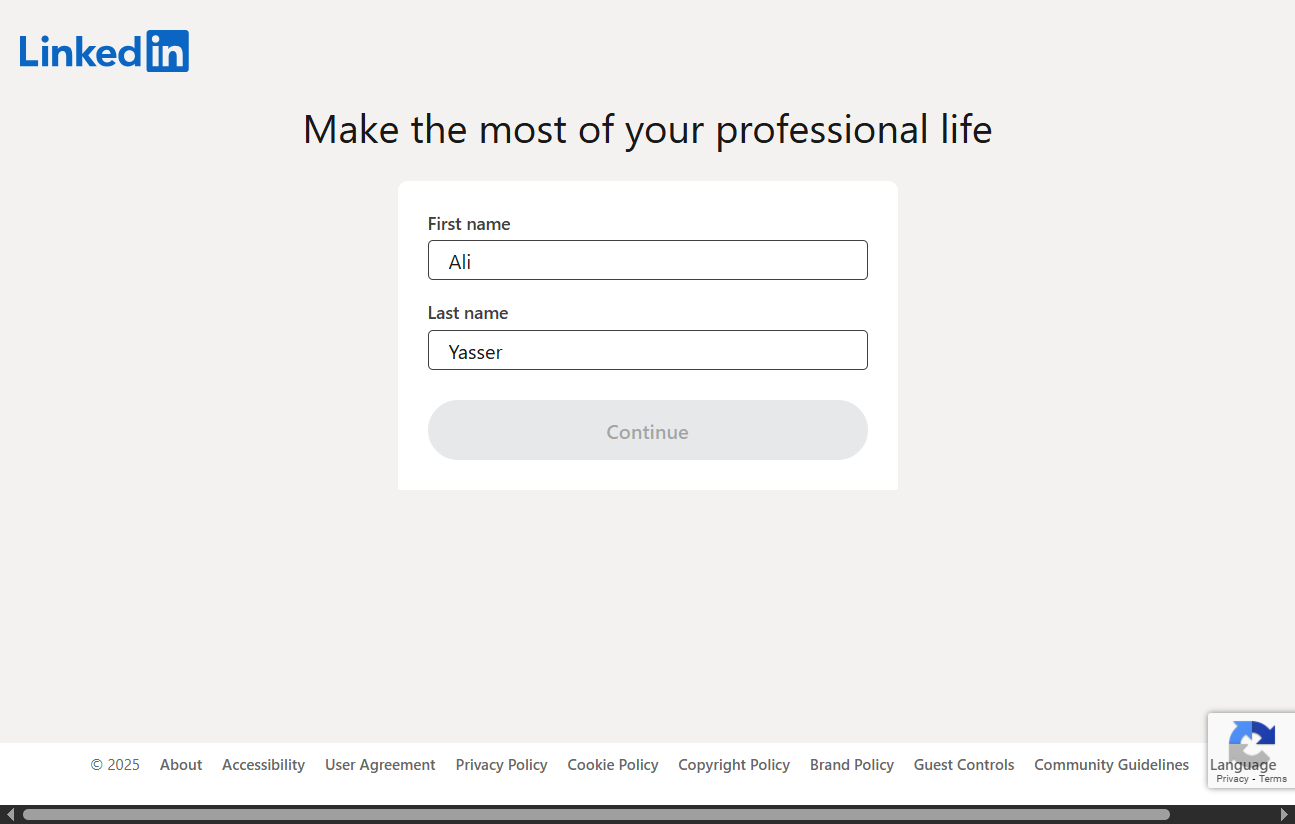 Linkedin
Make the most of your professional life
First name
Ali
Last name
Yasser
Continue
© 2025 About Accessibility User Agreement Privacy Policy Cookie Policy Copyright Policy Brand Policy Guest Controls Community Guidelines Language
Privacy - Terms